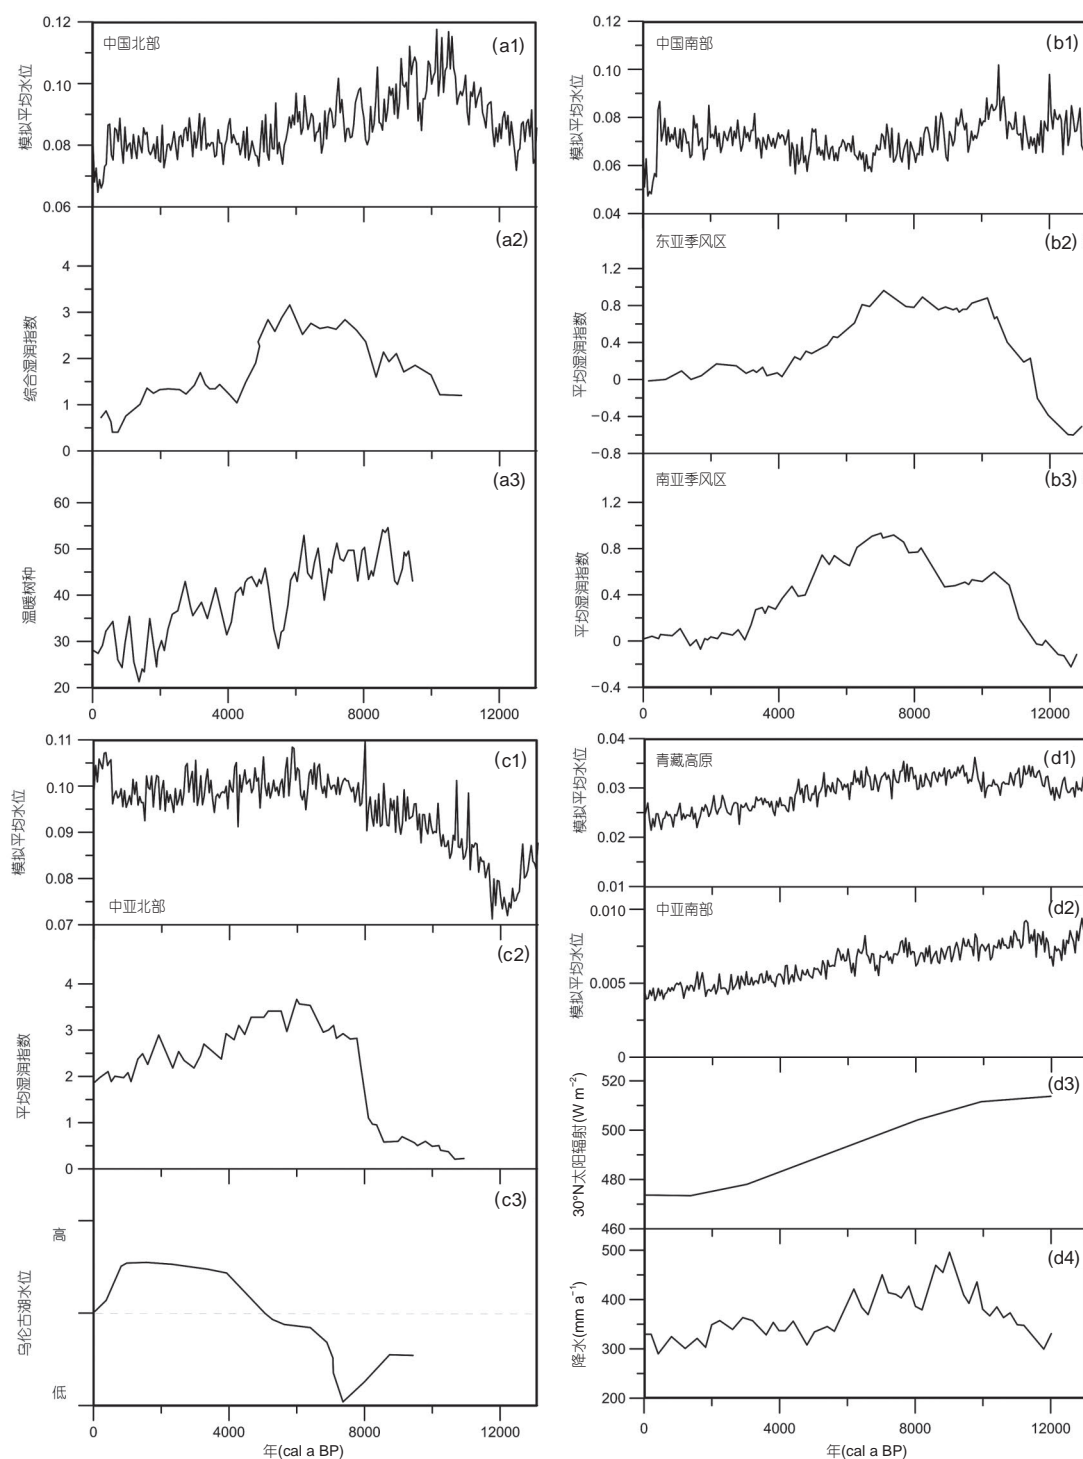 0.12
0.10
0.08
0.06
模拟平均水位
中国北部
(a1)
4
3
2
1
0
综合湿润指数
(a2)
60
50
40
30
20
温暖树种
(a3)
0 4000 8000 12000
0.12
0.10
0.08
0.06
0.04
模拟平均水位
中国南部
(b1)
1.2
0.8
0.4
0
−0.4
−0.8
平均湿润指数
东亚季风区
(b2)
1.2
0.8
0.4
0
−0.4
平均湿润指数
南亚季风区
(b3)
0 4000 8000 12000
0.11
0.10
0.09
0.08
0.07
模拟平均水位
中亚北部
(c1)
4
3
2
1
0
平均湿润指数
(c2)
高
低
乌伦古湖水位
(c3)
0 4000 8000 12000
年(cal a BP)
0.04
0.03
0.02
0.01
模拟平均水位
青藏高原
(d1)
0.010
0.005
0
模拟平均水位
中亚南部
(d2)
520
500
480
460
30°N太阳辐射(W m⁻²)
(d3)
500
400
300
200
降水(mm a⁻¹)
(d4)
0 4000 8000 12000
年(cal a BP)